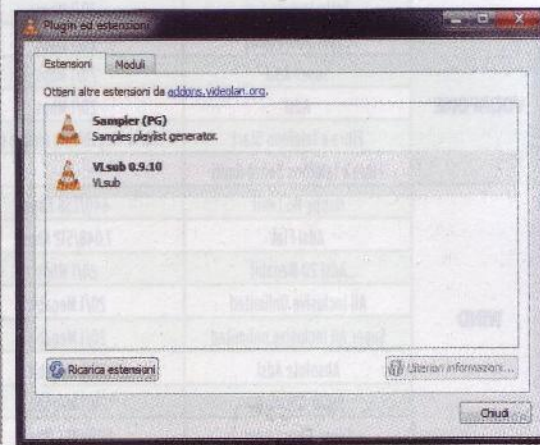 Plugin ed estensioni
Estensioni Moduli
Ottieni altre estensioni da addons.videolan.org.
Sampler (PG)
Samples playlist generator.
VLsub 0.9.10
VLsub
Ricarica estensioni
Ulteriori informazioni...
Chiudi